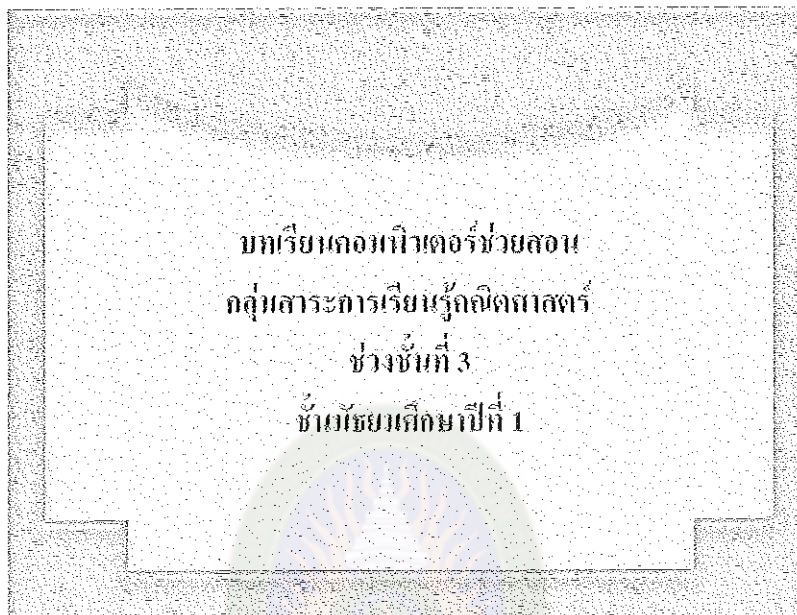 บทเรียนคอมพิวเตอร์ช่วยสอน
กลุ่มสาระการเรียนรู้คณิตศาสตร์
ช่วงชั้นที่ 3
ชั้นมัธยมศึกษาปีที่ 1